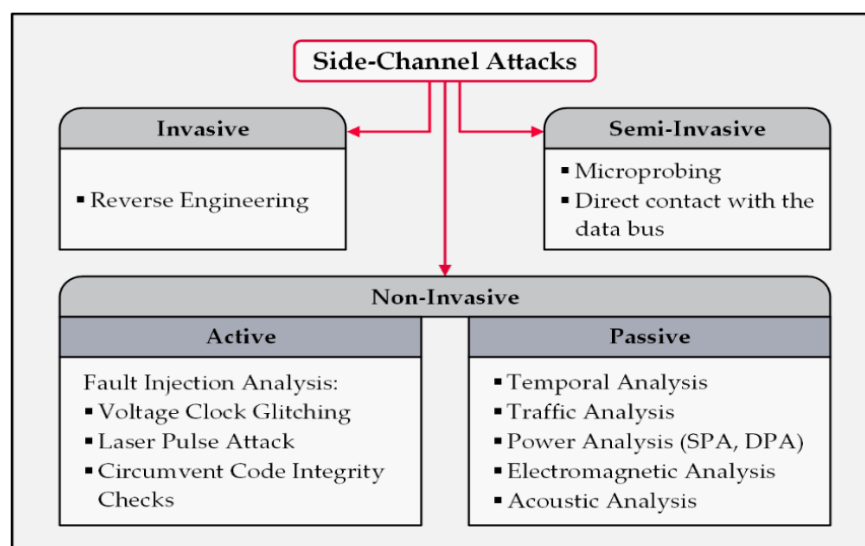 Side-Channel Attacks
Invasive
▪ Reverse Engineering
Semi-Invasive
▪ Microprobing
▪ Direct contact with the
data bus
Non-Invasive
Active
Fault Injection Analysis:
▪ Voltage Clock Glitching
▪ Laser Pulse Attack
▪ Circumvent Code Integrity
Checks
Passive
▪ Temporal Analysis
▪ Traffic Analysis
▪ Power Analysis (SPA, DPA)
▪ Electromagnetic Analysis
▪ Acoustic Analysis